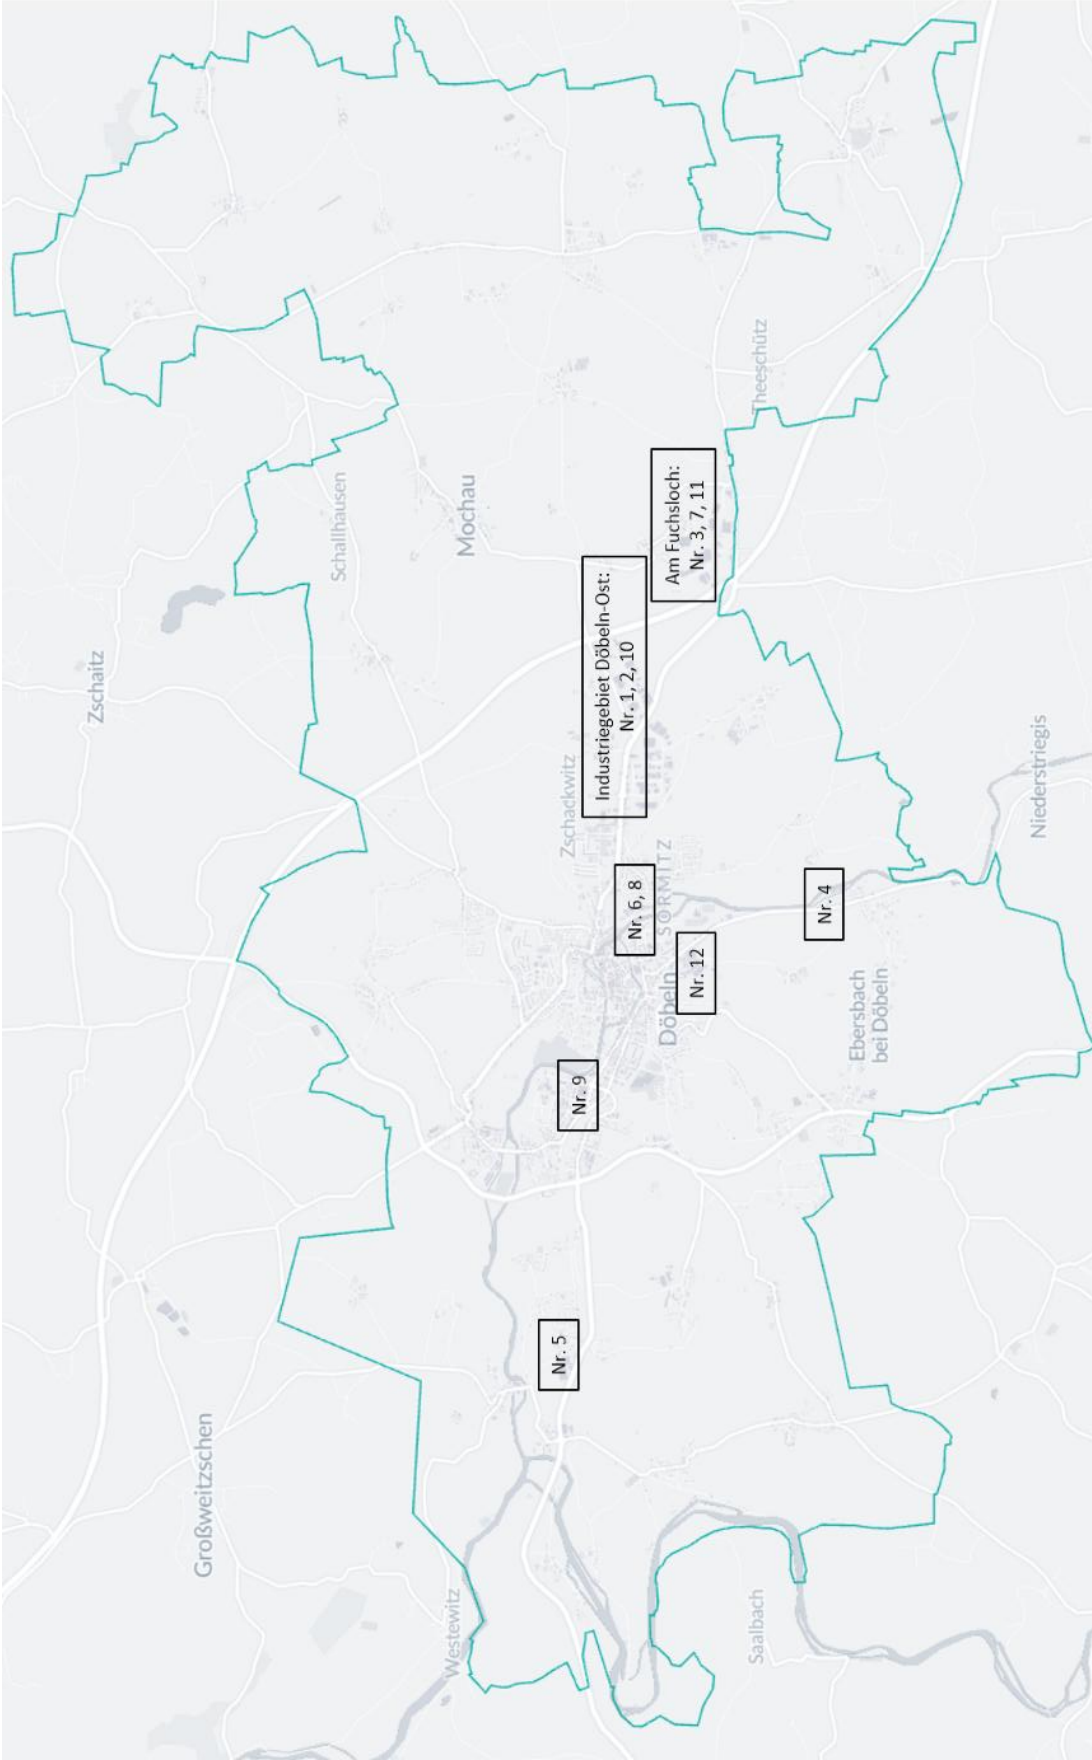 Zschaitz
Großweitzschen
Schallhausen
Mochau
Westewitz
Zschackwitz
Industriegebiet Döbeln-Ost:
Nr. 1, 2, 10
Am Fuchsloch:
Nr. 3, 7, 11
Nr. 5
Nr. 9
Nr. 6, 8
SÖRMITZ
Döbeln
Nr. 12
Theeschütz
Saalbach
Nr. 4
Ebersbach
bei Döbeln
Niederstriegis